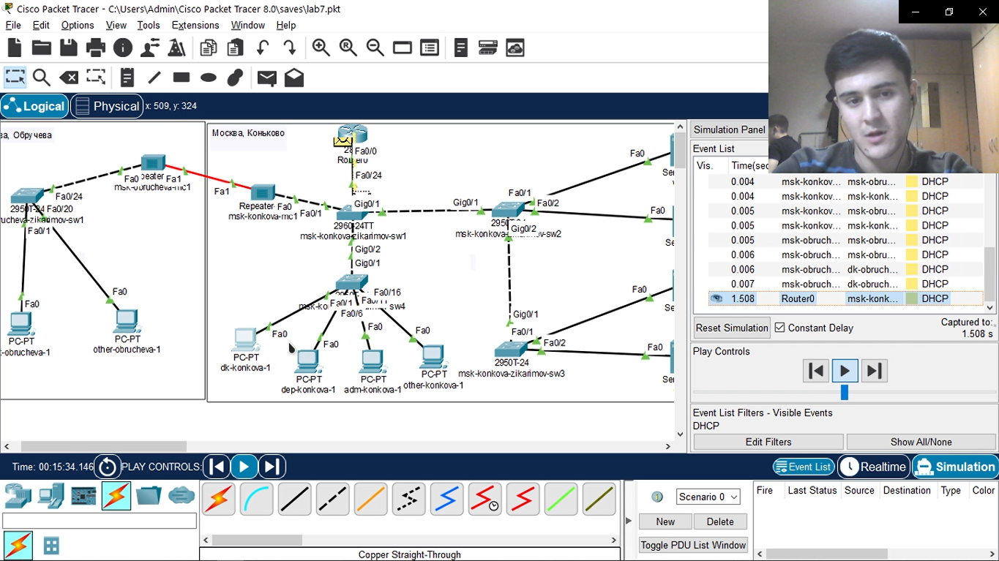 Cisco Packet Tracer - C:\Users\Admin\Cisco Packet Tracer 8.0\saves\lab7.pkt
File Edit Options View Tools Extensions Window Help
Logical Physical x: 509, y: 324
ва, Обручева
Москва, Коньково
Fa0/0
Router0
Fa0/24
Fa0
Fa1
Repeater
msk-obrucheva-mc1
Fa0/24
2950T-24
Fa0/20
ucheva-zikarimov-sw1
Fa0/1
Fa1
Repeater
Fa0
msk-konkova-mc1
Fa0/1
Gig0/1
2960-24TT
msk-konkova-zikarimov-sw1
Gig0/2
Gig0/1
Gig0/1
Fa0/1
Fa0/2
msk-konkova-zikarimov-sw2
Gig0/2
Fa0
Ser
Fa0
Ser
Fa0/16
Fa0/1
Fa0/11
sw4
Fa0/6
Gig0/1
Fa0/1
Fa0/2
2950T-24
msk-konkova-zikarimov-sw3
Fa0
Se
Fa0
Ser
Fa0
PC-PT
-obrucheva-1
Fa0
PC-PT
other-obrucheva-1
Fa0
PC-PT
dk-konkova-1
Fa0
PC-PT
dep-konkova-1
Fa0
PC-PT
adm-konkova-1
Fa0
PC-PT
other-konkova-1
Simulation Panel
Event List
Vis. Time(sec
0.004 msk-konkov... msk-obru... DHCP
0.004 msk-konkov... msk-konk... DHCP
0.005 msk-konkov... msk-obru... DHCP
0.005 msk-konkov... msk-konk... DHCP
0.005 msk-obruch... msk-obru... DHCP
0.006 msk-obruch... msk-obru... DHCP
0.006 msk-obruch... dk-obruch... DHCP
0.007 msk-obruch... dk-obruch... DHCP
1.508 Router0 msk-konk... DHCP
Reset Simulation Constant Delay Captured to:
1.508 s
Play Controls
Event List Filters - Visible Events
DHCP
Edit Filters Show All/None
Time: 00:15:34.146 PLAY CONTROLS: Event List Realtime Simulation
Scenario 0
New Delete
Toggle PDU List Window
Fire Last Status Source Destination Type Color
Copper Straight-Through